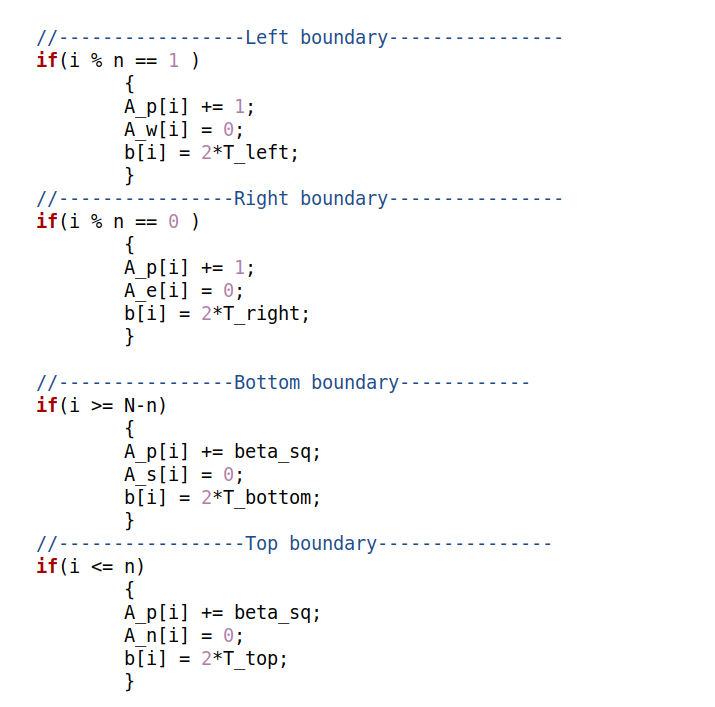 //-----------------Left boundary----------------
if(i % n == 1 )
{
A_p[i] += 1;
A_w[i] = 0;
b[i] = 2*T_left;
}
//----------------Right boundary----------------
if(i % n == 0 )
{
A_p[i] += 1;
A_e[i] = 0;
b[i] = 2*T_right;
}
//----------------Bottom boundary------------
if(i >= N-n)
{
A_p[i] += beta_sq;
A_s[i] = 0;
b[i] = 2*T_bottom;
}
//-----------------Top boundary----------------
if(i <= n)
{
A_p[i] += beta_sq;
A_n[i] = 0;
b[i] = 2*T_top;
}